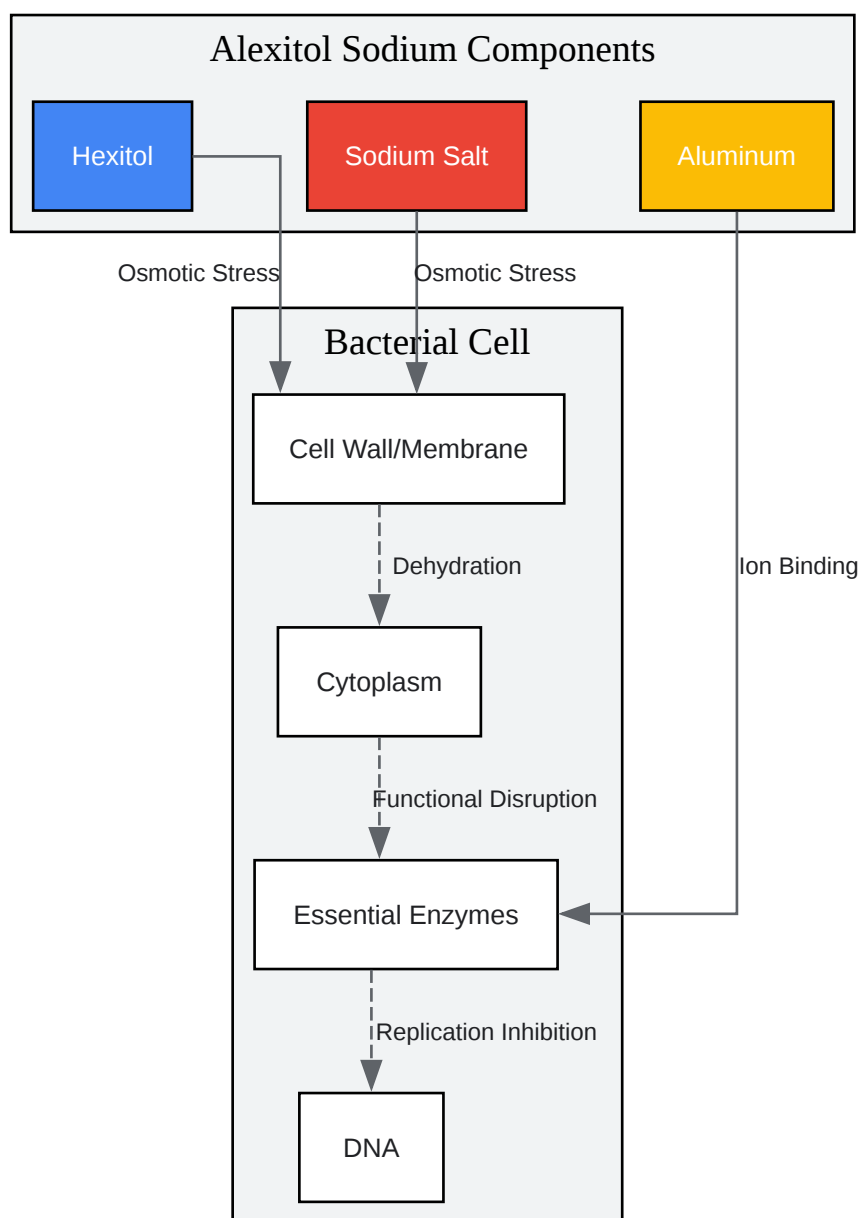 Alexitol Sodium Components
Hexitol
Sodium Salt
Aluminum
Osmotic Stress
Osmotic Stress
Bacterial Cell
Cell Wall/Membrane
Dehydration
Ion Binding
Cytoplasm
Functional Disruption
Essential Enzymes
Replication Inhibition
DNA